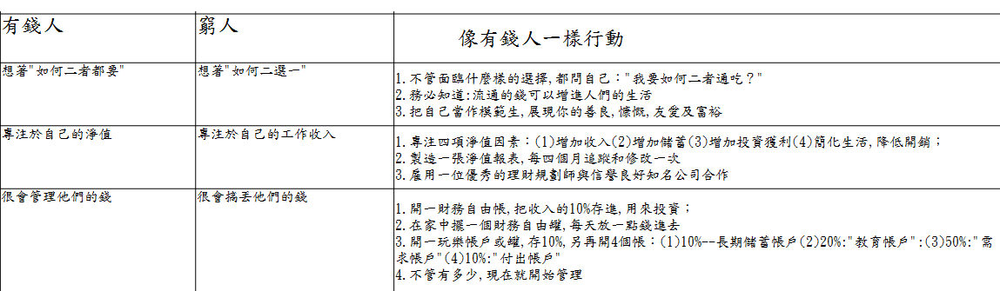 有錢人
窮人
像有錢人一樣行動
想著"如何二者都要"
想著"如何二選一"
1.不管面臨什麼樣的選擇,都問自己："我要如何二者通吃？"
2.務必知道:流通的錢可以增進人們的生活
3.把自己當作模範生,展現你的善良,慷慨,友愛及富裕
專注於自己的淨值
專注於自己的工作收入
1.專注四項淨值因素：(1)增加收入(2)增加儲蓄(3)增加投資獲利(4)簡化生活,降低開銷；
2.製造一張淨值報表,每四個月追蹤和修改一次
3.雇用一位優秀的理財規劃師與信譽良好知名公司合作
很會管理他們的錢
很會搞丟他們的錢
1.開一財務自由帳,把收入的10%存進,用來投資；
2.在家中擺一個財務自由罐,每天放一點錢進去
3.開一玩樂帳戶或罐,存10%,另再開4個帳：(1)10%--長期儲蓄帳戶(2)20%:"教育帳戶":(3)50%:"需
求帳戶"(4)10%:"付出帳戶"
4.不管有多少,現在就開始管理